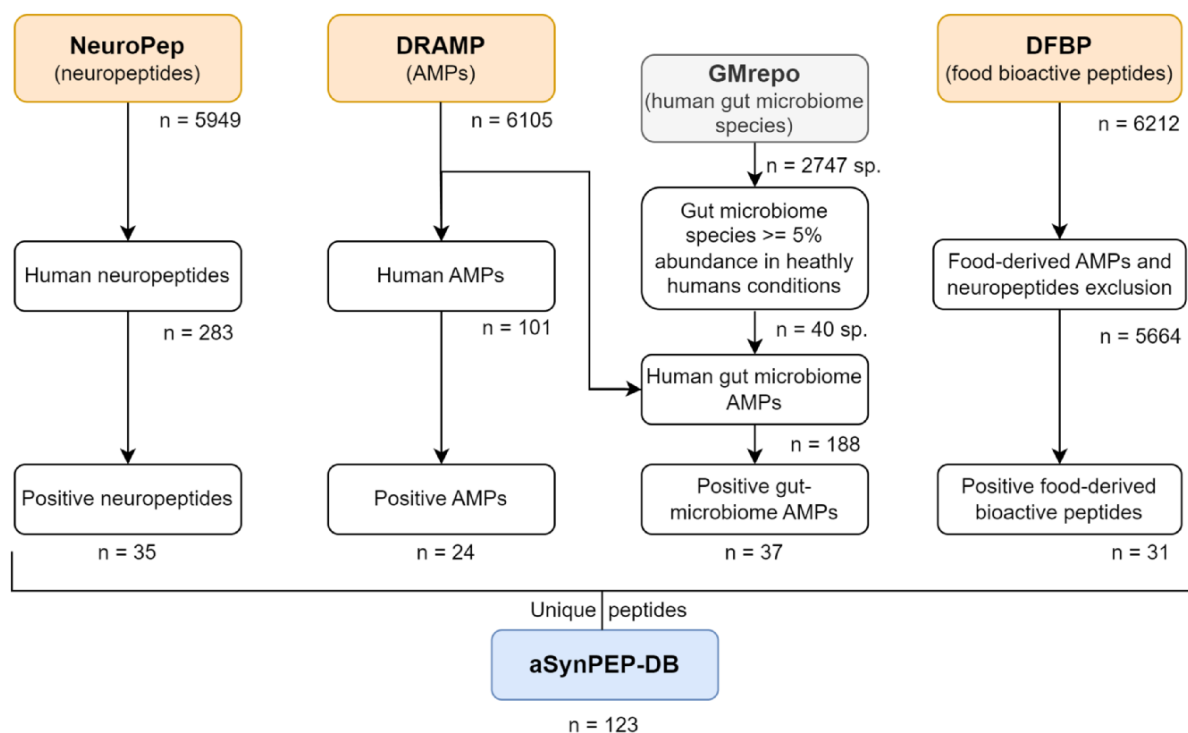 NeuroPep
(neuropeptides)
n = 5949
Human neuropeptides
n = 283
Positive neuropeptides
n = 35
DRAMP
(AMPs)
n = 6105
Human AMPs
n = 101
Positive AMPs
n = 24
GMrepo
(human gut microbiome
species)
n = 2747 sp.
Gut microbiome
species >= 5%
abundance in heathly
humans conditions
n = 40 sp.
Human gut microbiome
AMPs
n = 188
Positive gut-
microbiome AMPs
n = 37
DFBP
(food bioactive peptides)
n = 6212
Food-derived AMPs and
neuropeptides exclusion
n = 5664
Positive food-derived
bioactive peptides
n = 31
Unique peptides
aSynPEP-DB
n = 123